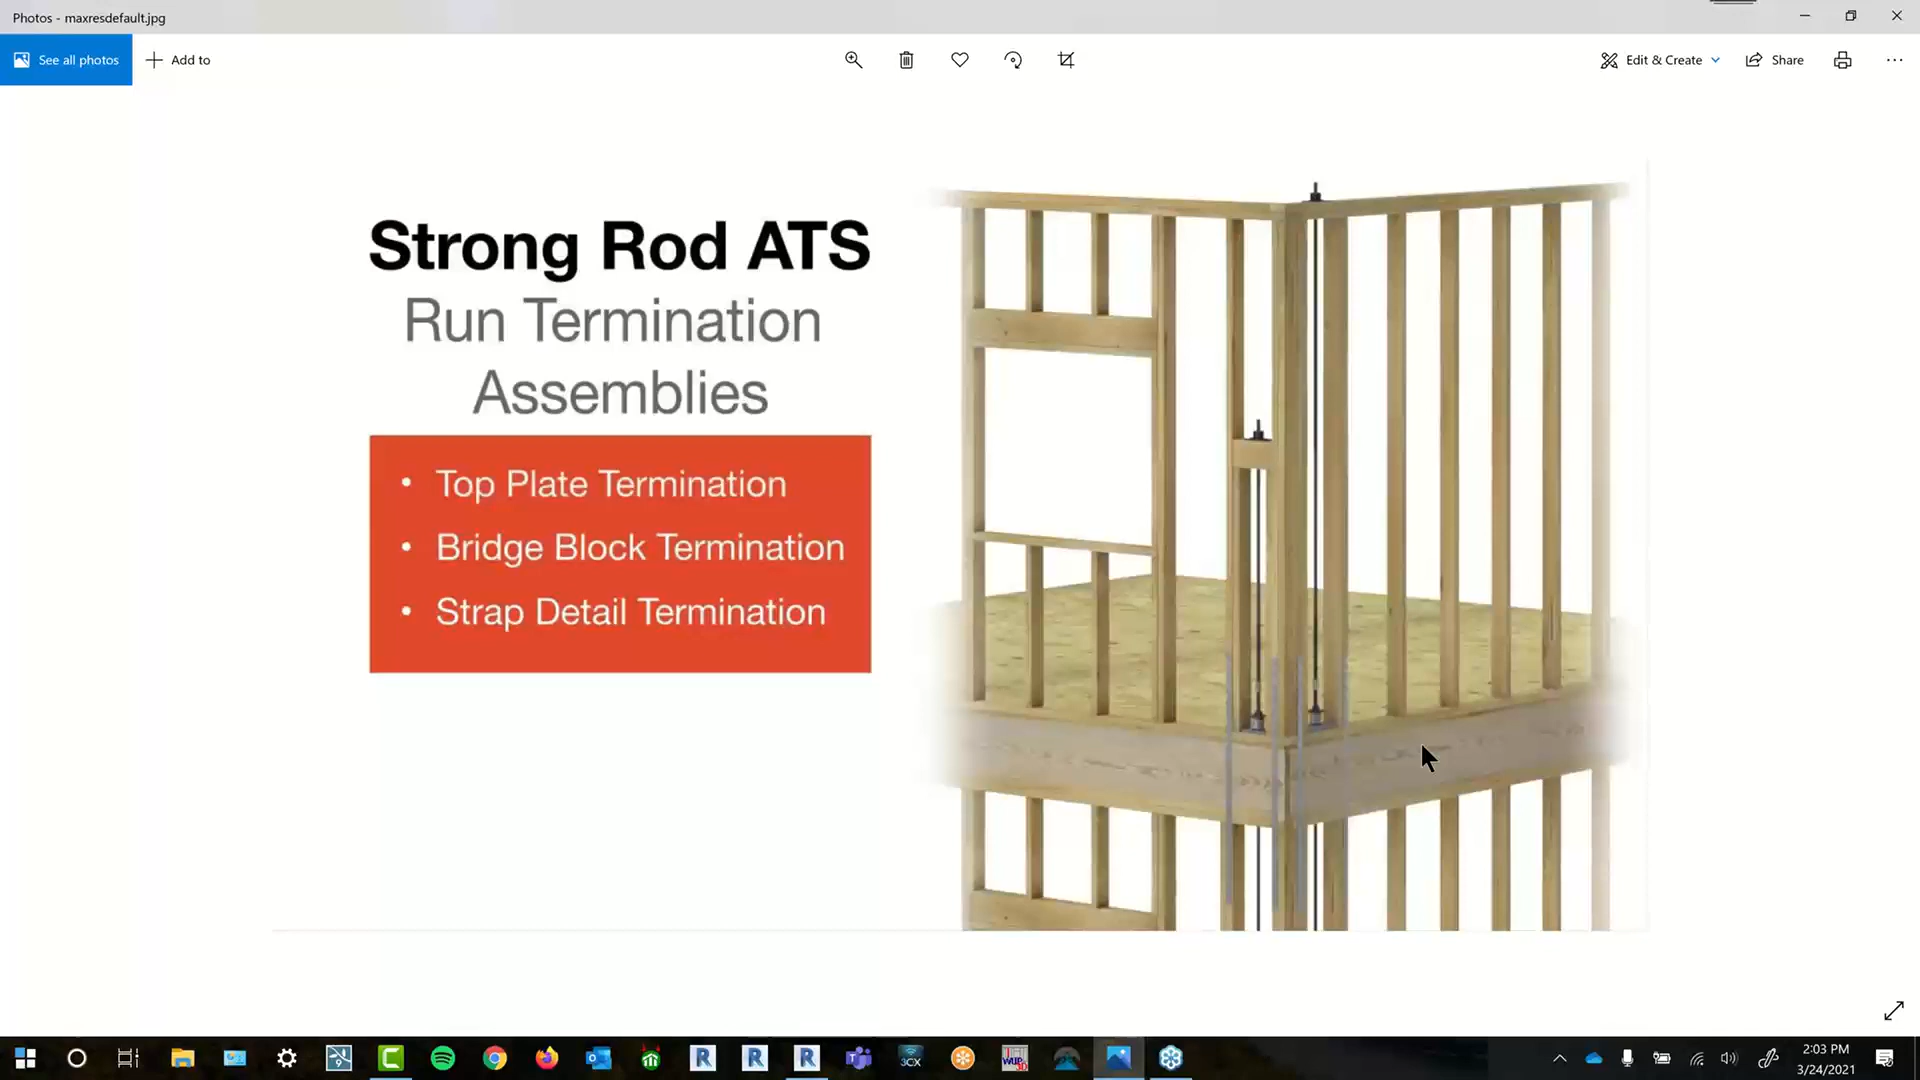 Photos - maxresdefault.jpg
See all photos
Add to
Edit & Create
Share
Strong Rod ATS
Run Termination
Assemblies
• Top Plate Termination
• Bridge Block Termination
• Strap Detail Termination
3CX
2:03 PM
3/24/2021